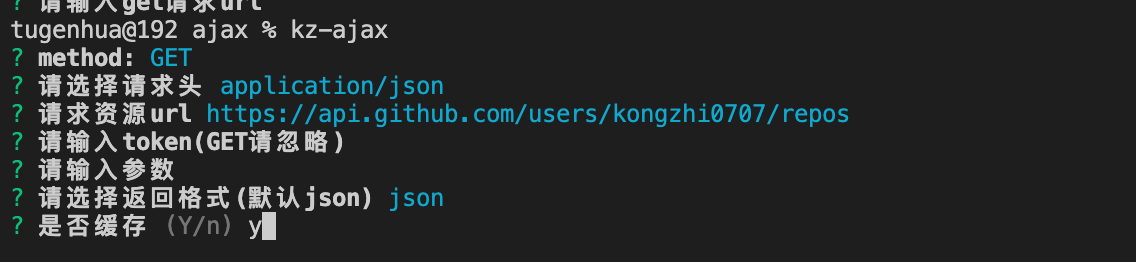 ? 请输入get请求url
tugenhua@192 ajax % kz-ajax
? method: GET
? 请选择请求头 application/json
? 请求资源url https://api.github.com/users/kongzhi0707/repos
? 请输入token(GET请忽略)
? 请输入参数
? 请选择返回格式(默认json) json
? 是否缓存 (Y/n) y